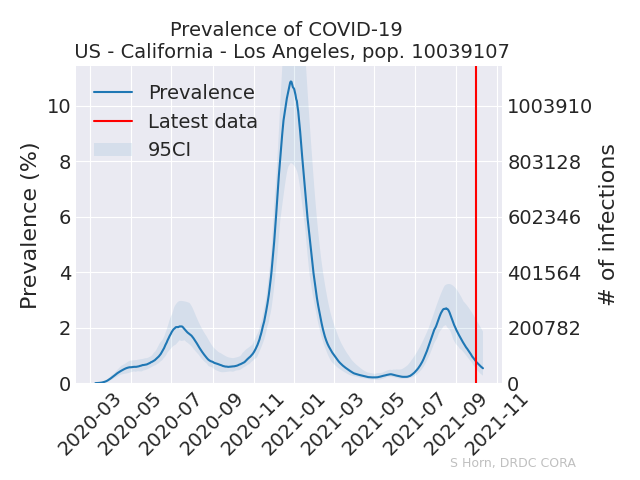 Prevalence of COVID-19
US - California - Los Angeles, pop. 10039107
Prevalence
Latest data
95CI
Prevalence (%)
10
8
6
4
2
0
1003910
803128
602346
401564
200782
0
# of infections
2020-03
2020-05
2020-07
2020-09
2020-11
2021-01
2021-03
2021-05
2021-07
2021-09
2021-11
S Horn, DRDC CORA